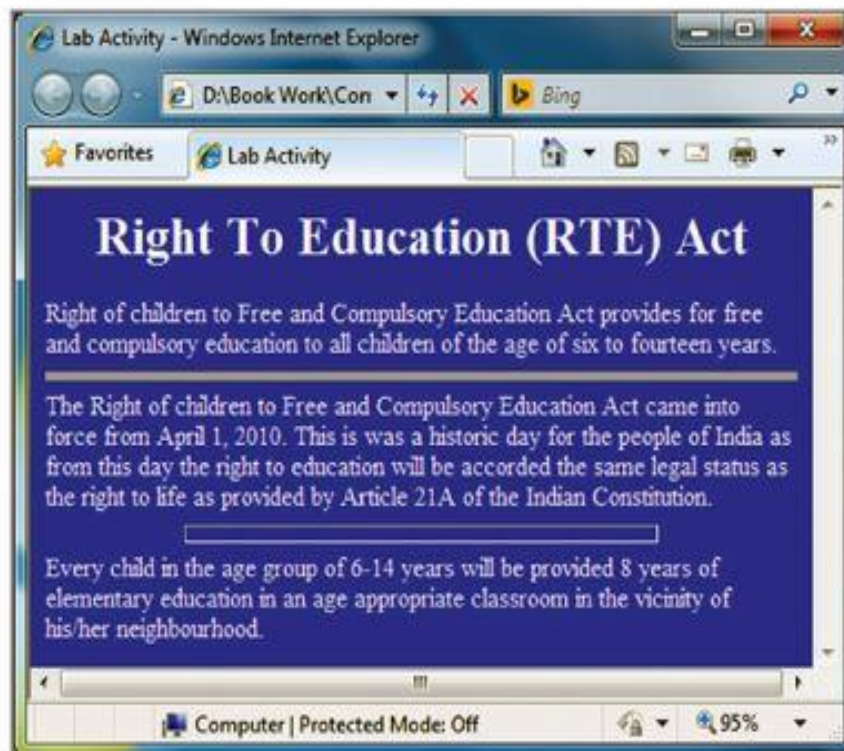 Lab Activity - Windows Internet Explorer
D:\Book Work\Con
Bing
Favorites
Lab Activity
Right To Education (RTE) Act
Right of children to Free and Compulsory Education Act provides for free
and compulsory education to all children of the age of six to fourteen years.
The Right of children to Free and Compulsory Education Act came into
force from April 1, 2010. This is was a historic day for the people of India as
from this day the right to education will be accorded the same legal status as
the right to life as provided by Article 21A of the Indian Constitution.
Every child in the age group of 6-14 years will be provided 8 years of
elementary education in an age appropriate classroom in the vicinity of
his/her neighbourhood.
Computer | Protected Mode: Off
95%